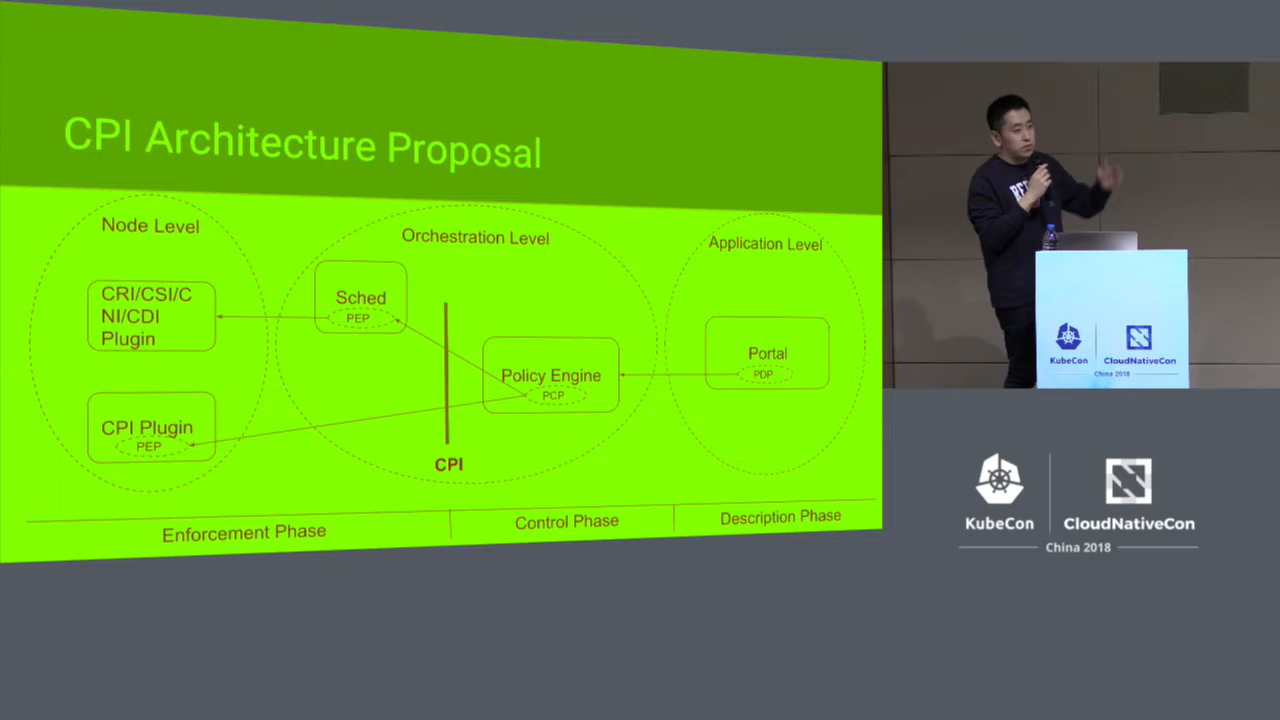 CPI Architecture Proposal
Node Level
Orchestration Level
Application Level
CRI/CSI/C
NI/CDI
Plugin
Sched
PEP
Policy Engine
PCP
Portal
PDP
CPI Plugin
PEP
CPI
Enforcement Phase
Control Phase
Description Phase
KubeCon
CloudNativeCon
China 2018
KubeCon
CloudNativeCon
China 2018